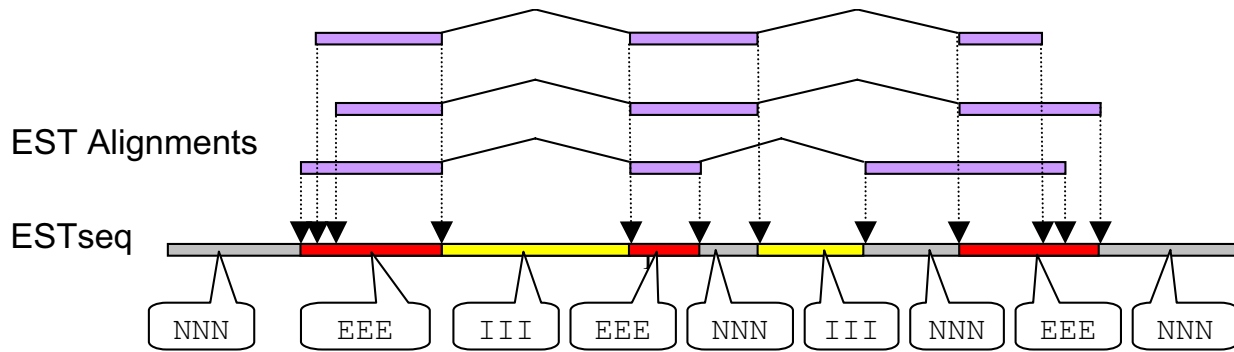 EST Alignments
ESTseq
NNN EEE III EEE NNN III NNN EEE NNN